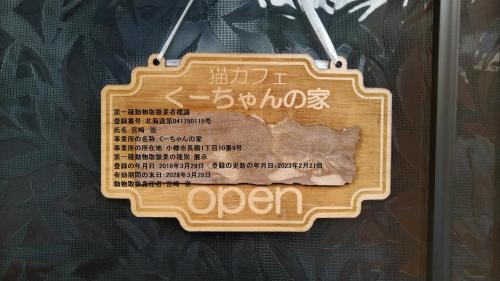 猫カフェ
くーちゃんの家
第一種動物取扱業者標識
登録番号:北海道第041750115号
氏名:宮崎 崇
事業所の名称:くーちゃんの家
事業所の所在地:小樽市長橋1丁目10番9号
第一種動物取扱業の種別:展示
登録の年月日:2018年3月29日 登録の更新の年月日:2023年2月21日
有効期間の末日:2028年3月28日
動物取扱責任者:宮崎 崇
open